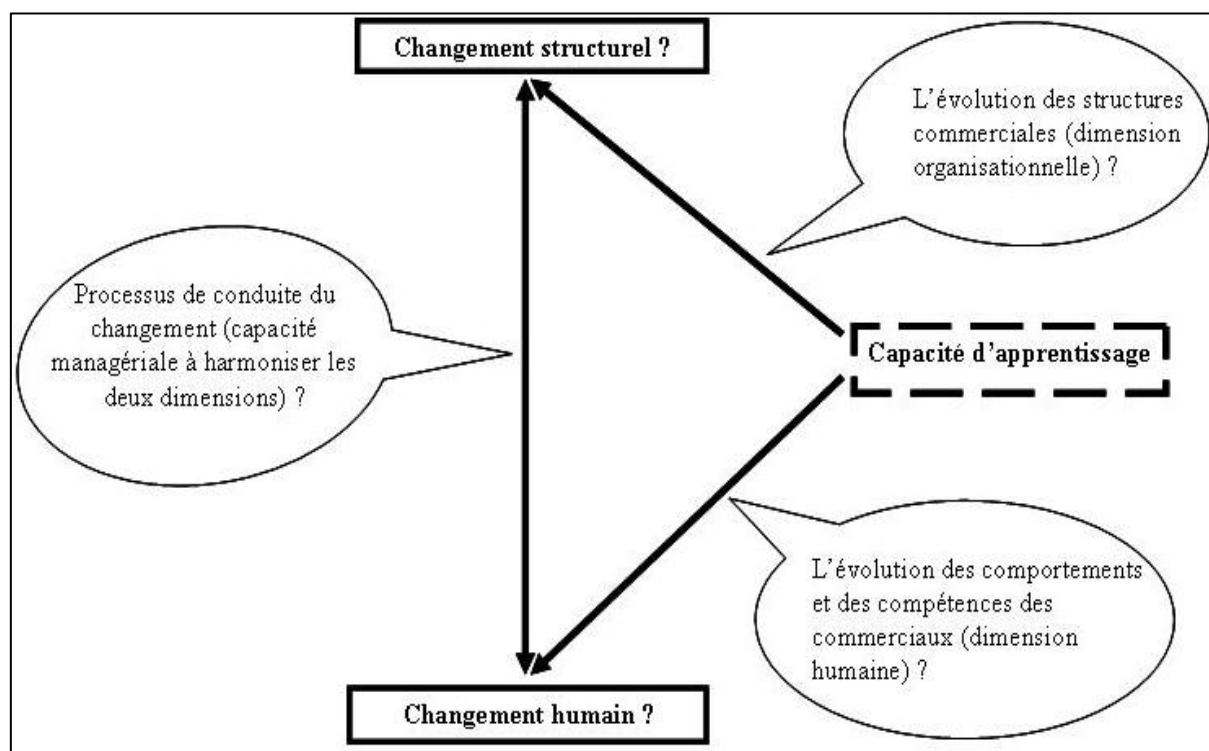 Changement structurel ?
L'évolution des structures
commerciales (dimension
organisationnelle) ?
Processus de conduite du
changement (capacité
managériale à harmoniser les
deux dimensions) ?
Capacité d'apprentissage
L'évolution des comportements
et des compétences des
commerciaux (dimension
humaine) ?
Changement humain ?